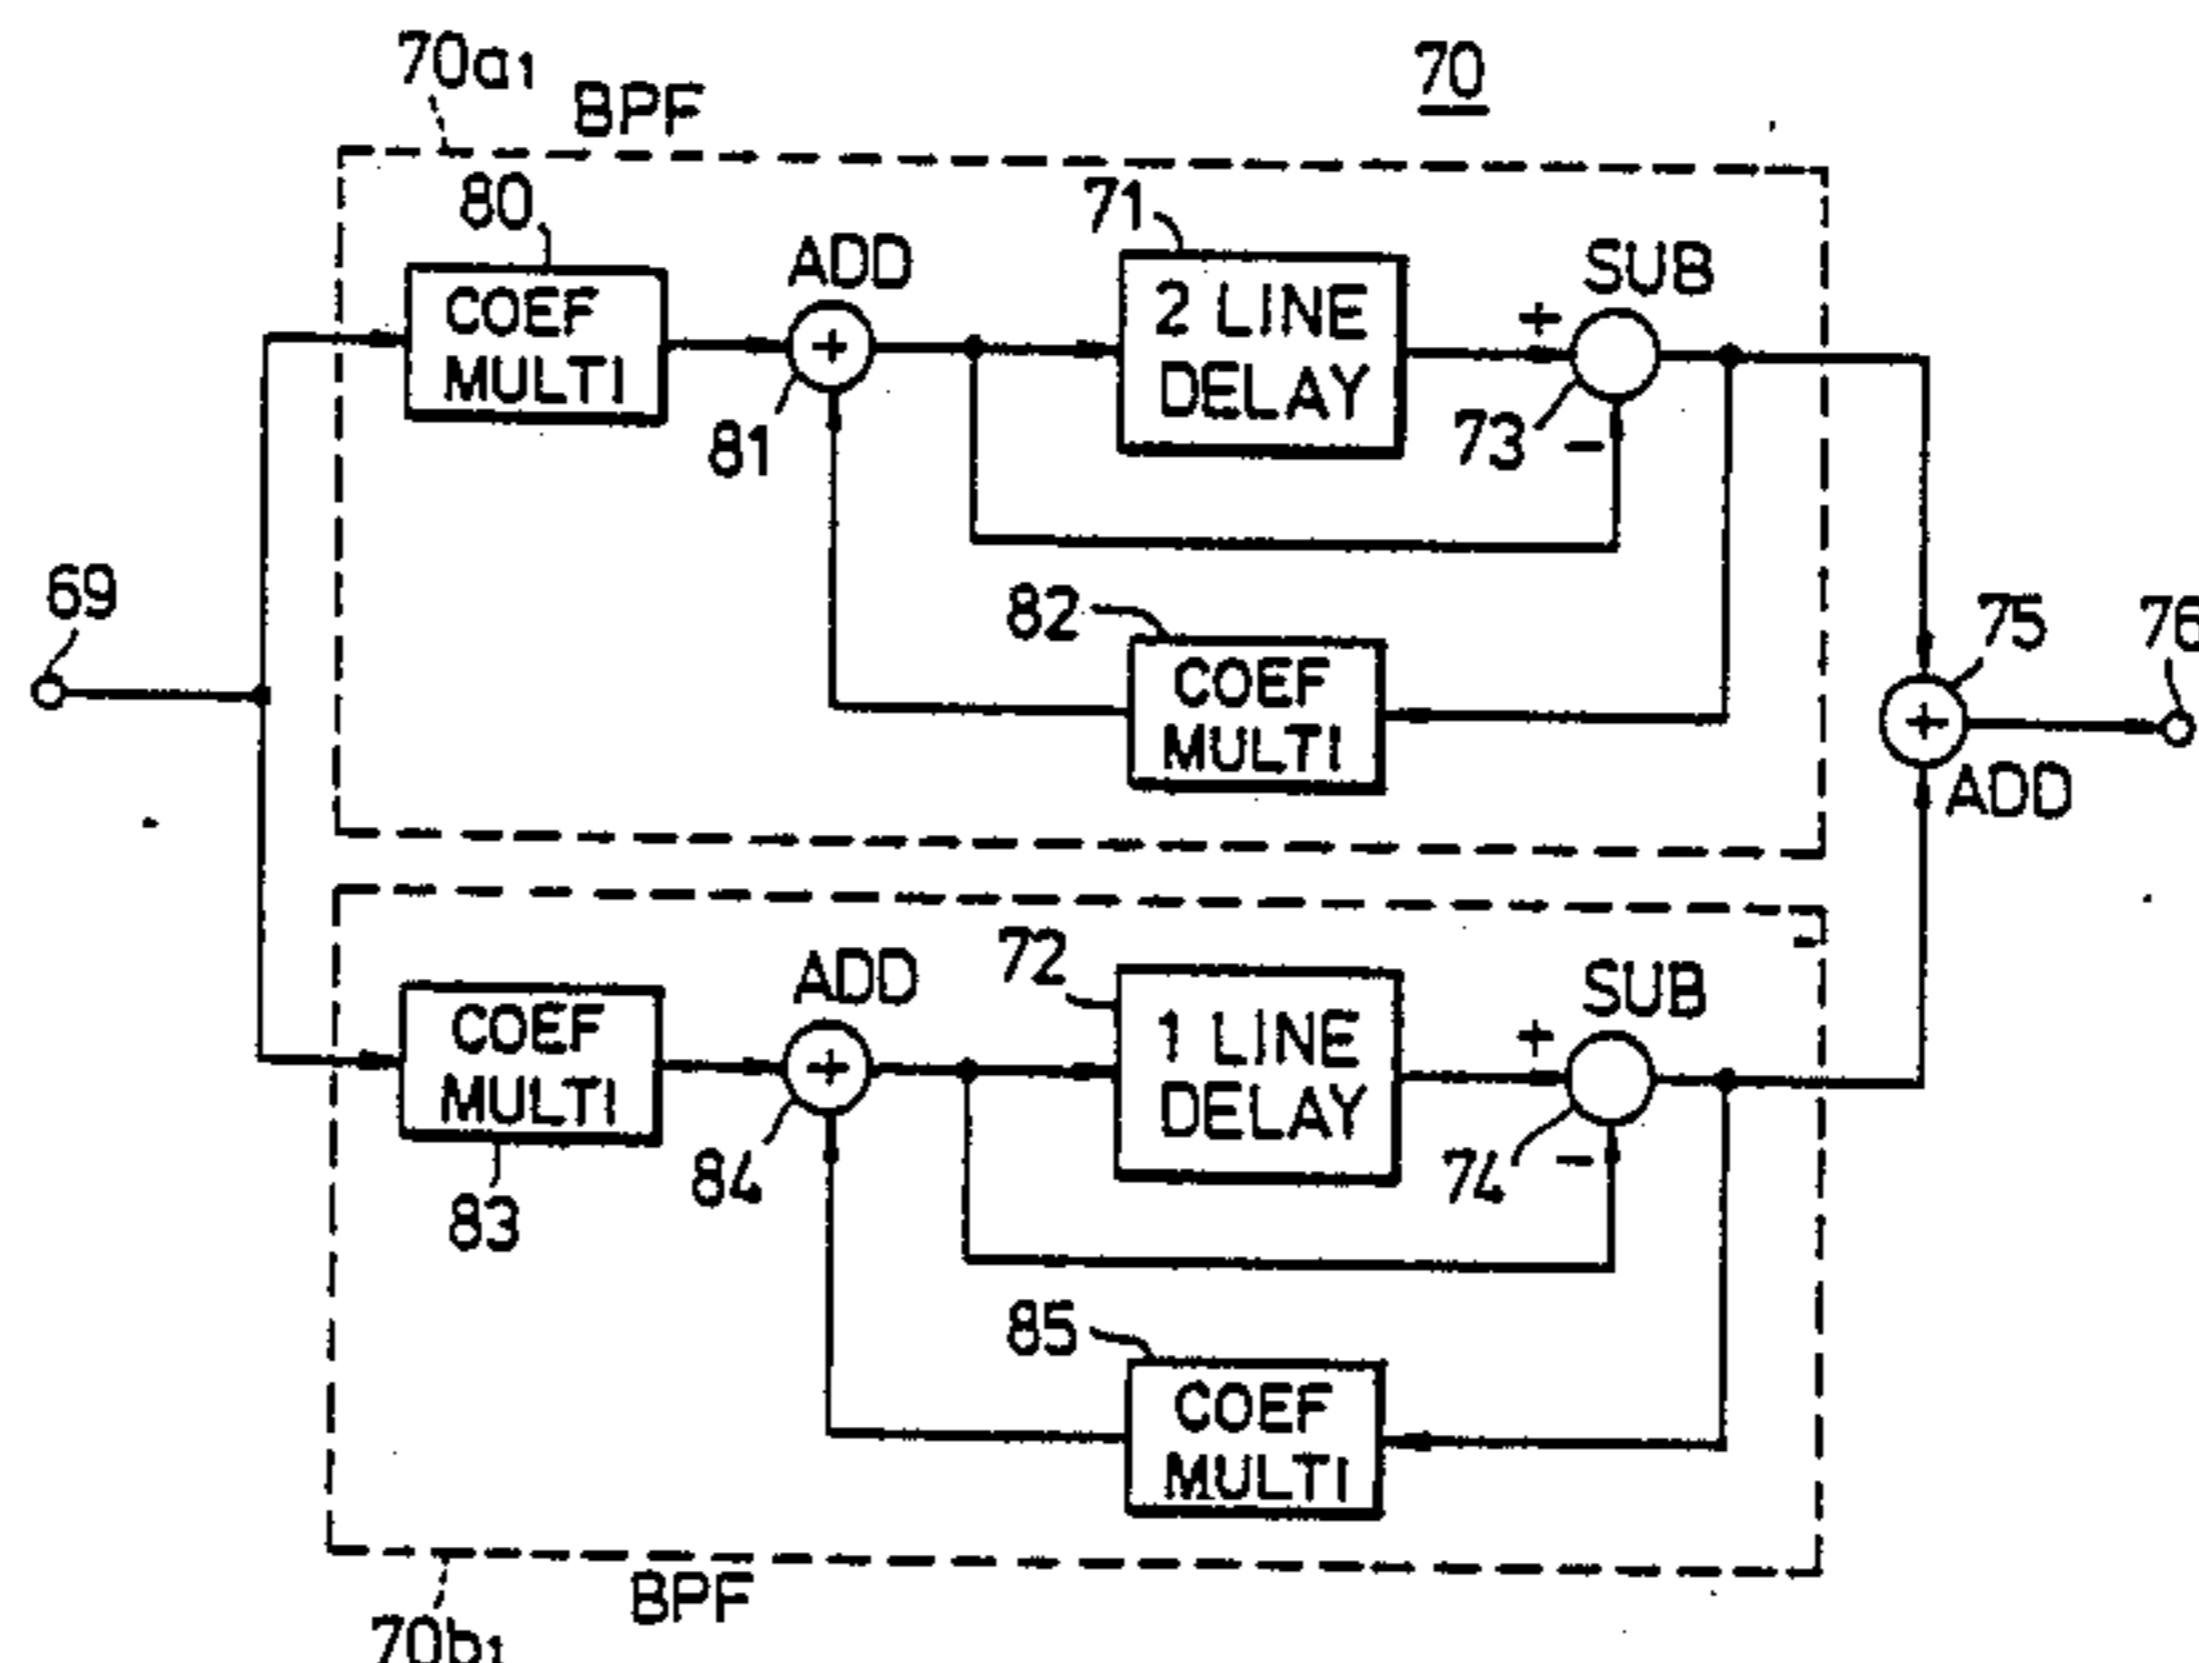 70a1
BPF
70
80
COEF
MULTI
ADD
81
71
2 LINE
DELAY
+
SUB
73
-
82
COEF
MULTI
69
75
76
+
ADD
COEF
MULTI
83
ADD
84
72
1 LINE
DELAY
+
SUB
74
-
85
COEF
MULTI
70b1
BPF